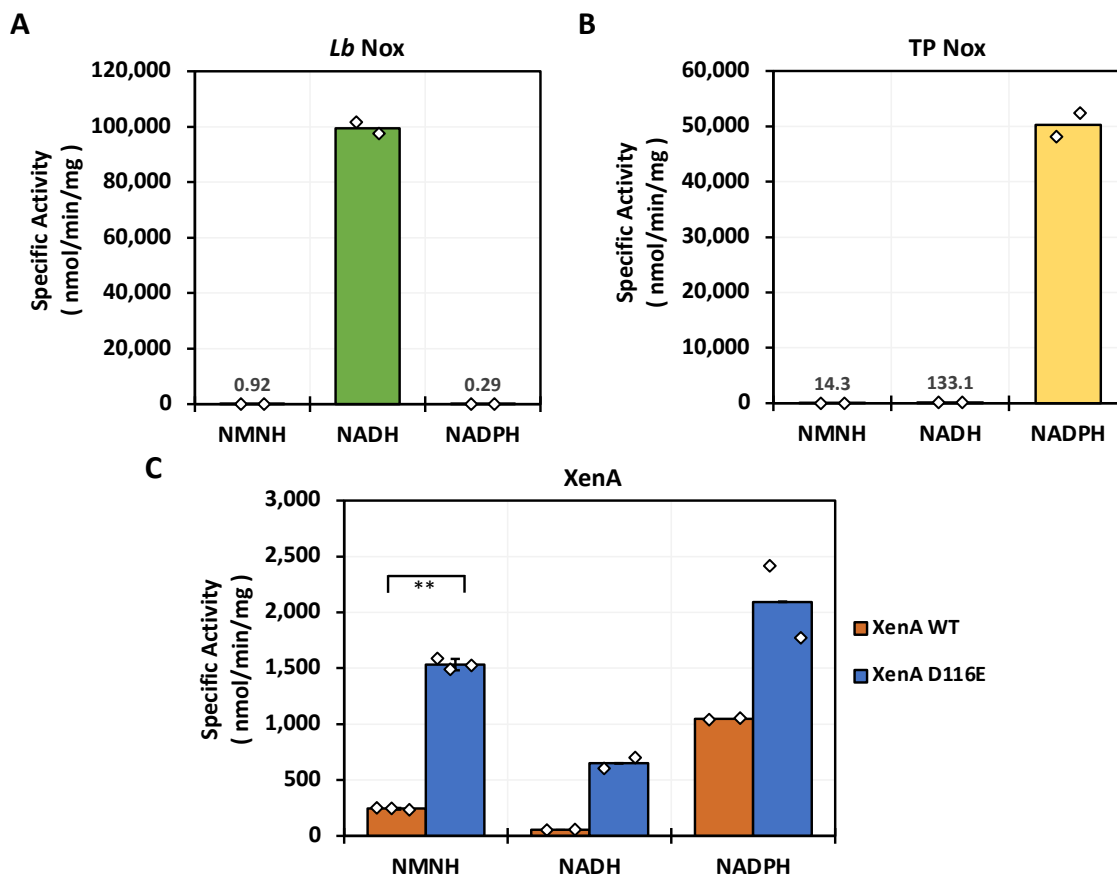 A
Lb Nox
Specific Activity
( nmol/min/mg )
120,000
100,000
80,000
60,000
40,000
20,000
0
0.92
0.29
NMNH
NADH
NADPH
B
TP Nox
Specific Activity
( nmol/min/mg )
60,000
50,000
40,000
30,000
20,000
10,000
0
14.3
133.1
NMNH
NADH
NADPH
C
XenA
Specific Activity
( nmol/min/mg )
3,000
2,500
2,000
1,500
1,000
500
0
**
NMNH
NADH
NADPH
XenA WT
XenA D116E